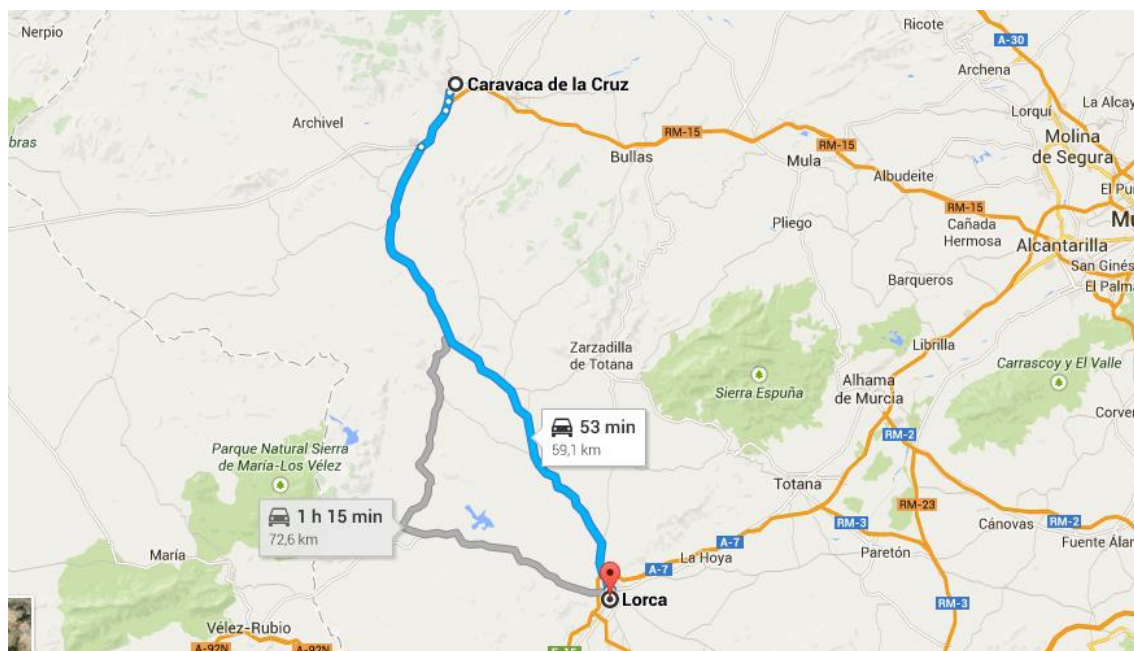 Nerpio
Ricote
A-30
Archena
Caravaca de la Cruz
Archivel
Lorquí
La Alcay
bras
RM-15
RM-15
Molina
de Segura
Bullas
Mula
Albudeite
El Pur
RM-15
Pliego
Cañada
Hermosa
Mu
Alcantarilla
San Ginés
Barqueros
El Palma
Zarzadilla
de Totana
Librilla
Carrascoy y El Valle
Sierra Espuña
Alhama
de Murcia
Corver
53 min
59,1 km
RM-2
Parque Natural Sierra
de María-Los Vélez
Totana
RM-23
1 h 15 min
72,6 km
RM-3
Cánovas
RM-2
María
La Hoya
A-7
Paretón
Fuente Álam
A-7
Lorca
RM-3
Vélez-Rubio
A-92N
A-92N
E-15